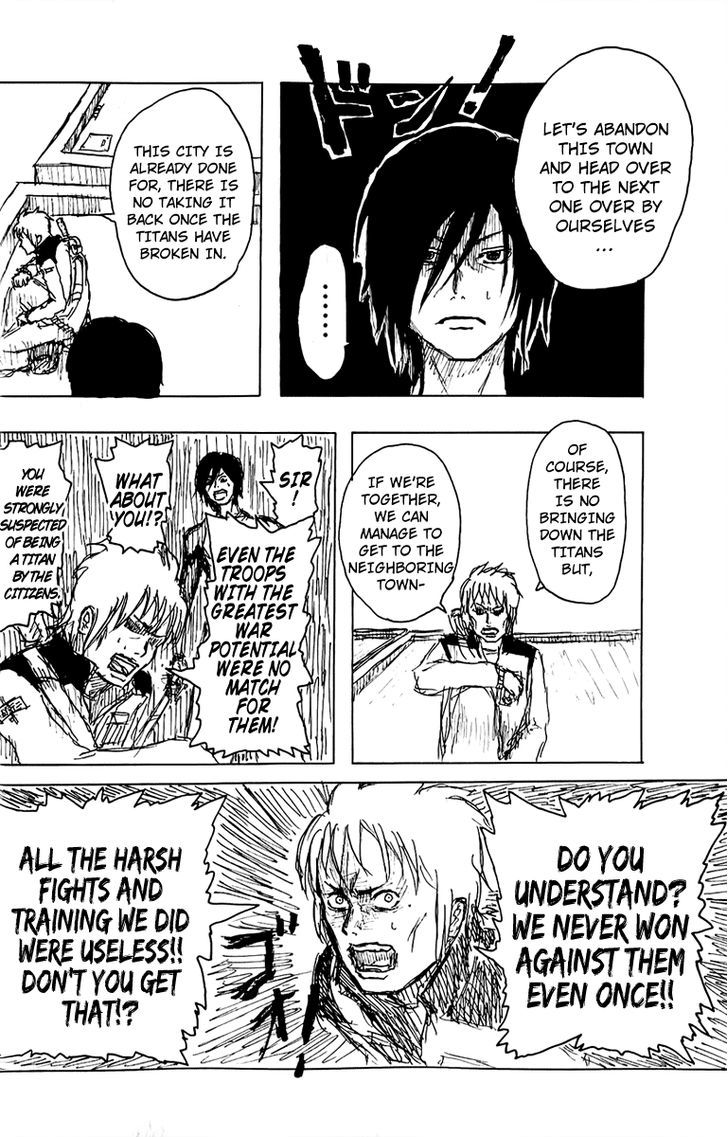 LET'S ABANDON
THIS TOWN
AND HEAD OVER
TO THE NEXT
ONE OVER BY
OURSELVES
...
ドン!
......
THIS CITY IS
ALREADY DONE
FOR, THERE IS
NO TAKING IT
BACK ONCE THE
TITANS HAVE
BROKEN IN.
OF
COURSE,
THERE
IS NO
BRINGING
DOWN THE
TITANS
BUT,
IF WE'RE
TOGETHER,
WE CAN
MANAGE TO
GET TO THE
NEIGHBORING
TOWN-
SIR
!
EVEN THE
TROOPS
WITH THE
GREATEST
WAR
POTENTIAL
WERE NO
MATCH
FOR
THEM!
WHAT
ABOUT
YOU!?
YOU
WERE
STRONGLY
SUSPECTED
OF BEING
A TITAN
BY THE
CITIZENS.
DO YOU
UNDERSTAND?
WE NEVER WON
AGAINST THEM
EVEN ONCE!!
ALL THE HARSH
FIGHTS AND
TRAINING WE DID
WERE USELESS!!
DON'T YOU GET
THAT!?